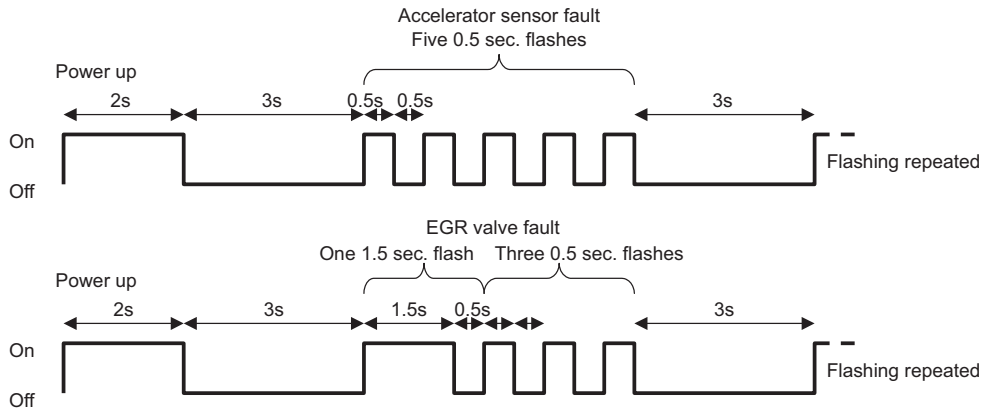 Accelerator sensor fault
Five 0.5 sec. flashes
Power up
2s 3s 0.5s 0.5s 3s
On
Off
Flashing repeated
EGR valve fault
One 1.5 sec. flash Three 0.5 sec. flashes
Power up
2s 3s 1.5s 0.5s 3s
On
Off
Flashing repeated